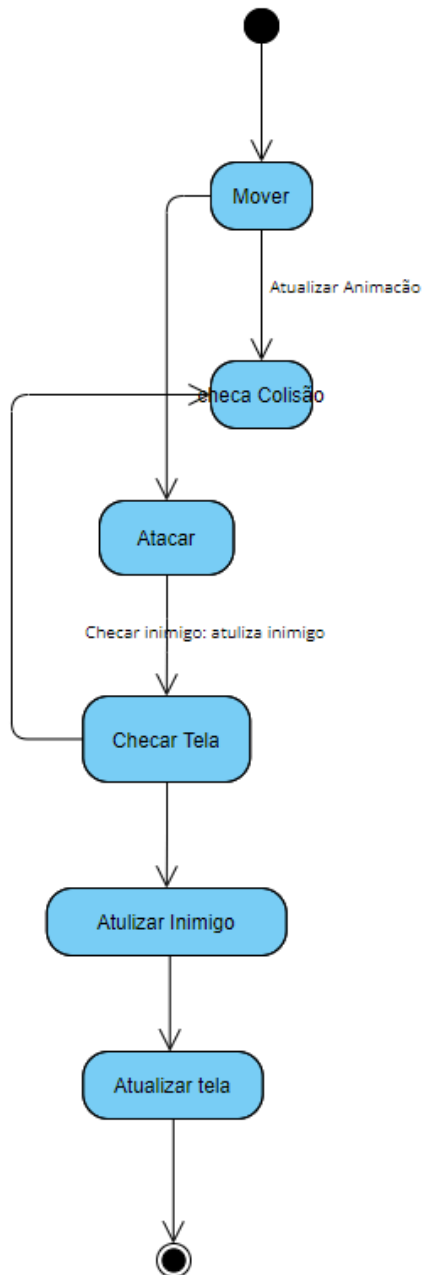 Mover
Atualizar Animacão
checa Colisão
Atacar
Checar inimigo: atuliza inimigo
Checar Tela
Atulizar Inimigo
Atualizar tela